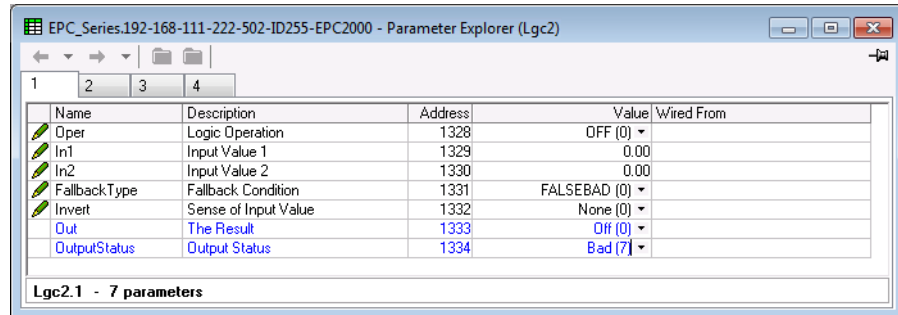 EPC_Series.192-168-111-222-502-ID255-EPC2000 - Parameter Explorer (Lgc2)
1 2 3 4
Name Description Address Value Wired From
Oper Logic Operation 1328 OFF (0)
In1 Input Value 1 1329 0.00
In2 Input Value 2 1330 0.00
FallbackType Fallback Condition 1331 FALSEBAD (0)
Invert Sense of Input Value 1332 None (0)
Out The Result 1333 Off (0)
OutputStatus Output Status 1334 Bad (7)
Lgc2.1 - 7 parameters